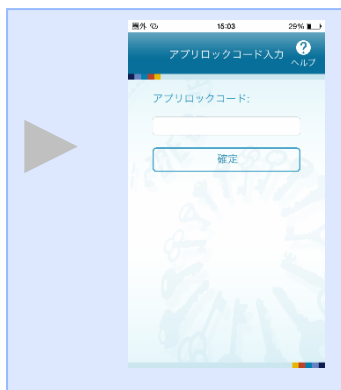 圏外 15:03 29%
アプリロックコード入力
?
ヘルプ
アプリロックコード:
確定